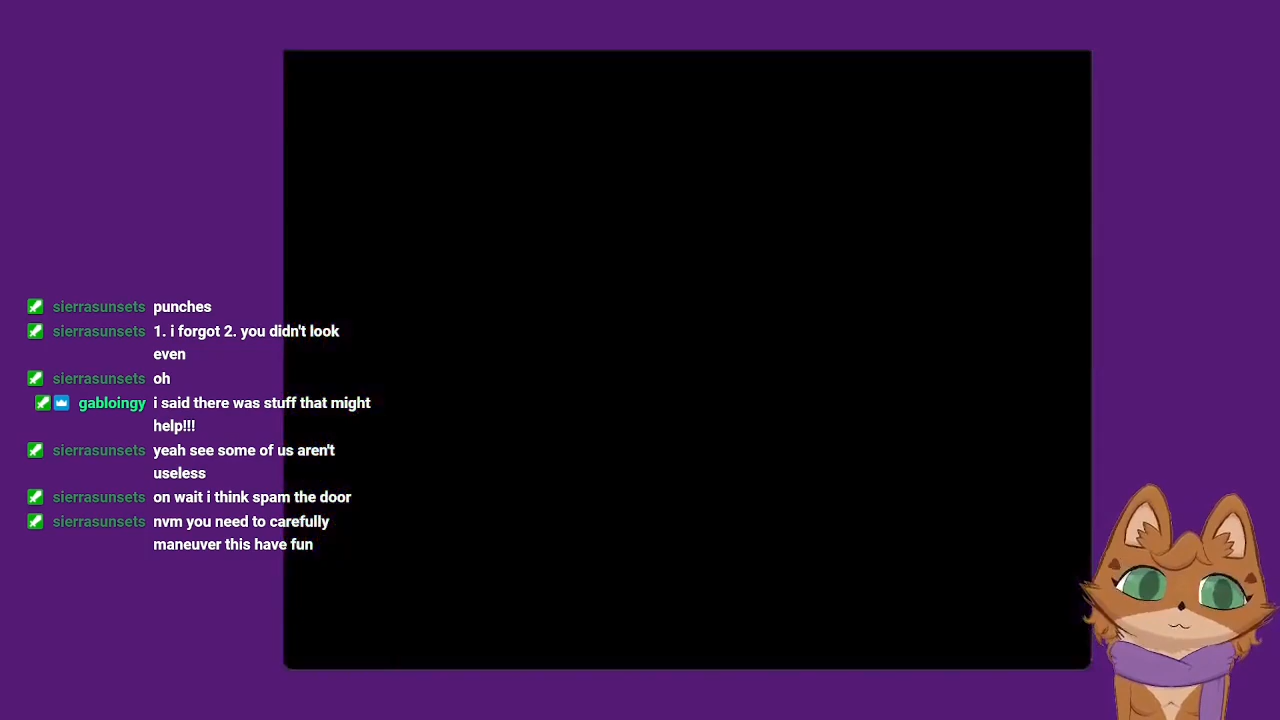 sierrasunsets punches
sierrasunsets 1. i forgot 2. you didn't look
even
sierrasunsets oh
gabloingy i said there was stuff that might
help!!!
sierrasunsets yeah see some of us aren't
useless
sierrasunsets on wait i think spam the door
sierrasunsets nvm you need to carefully
maneuver this have fun